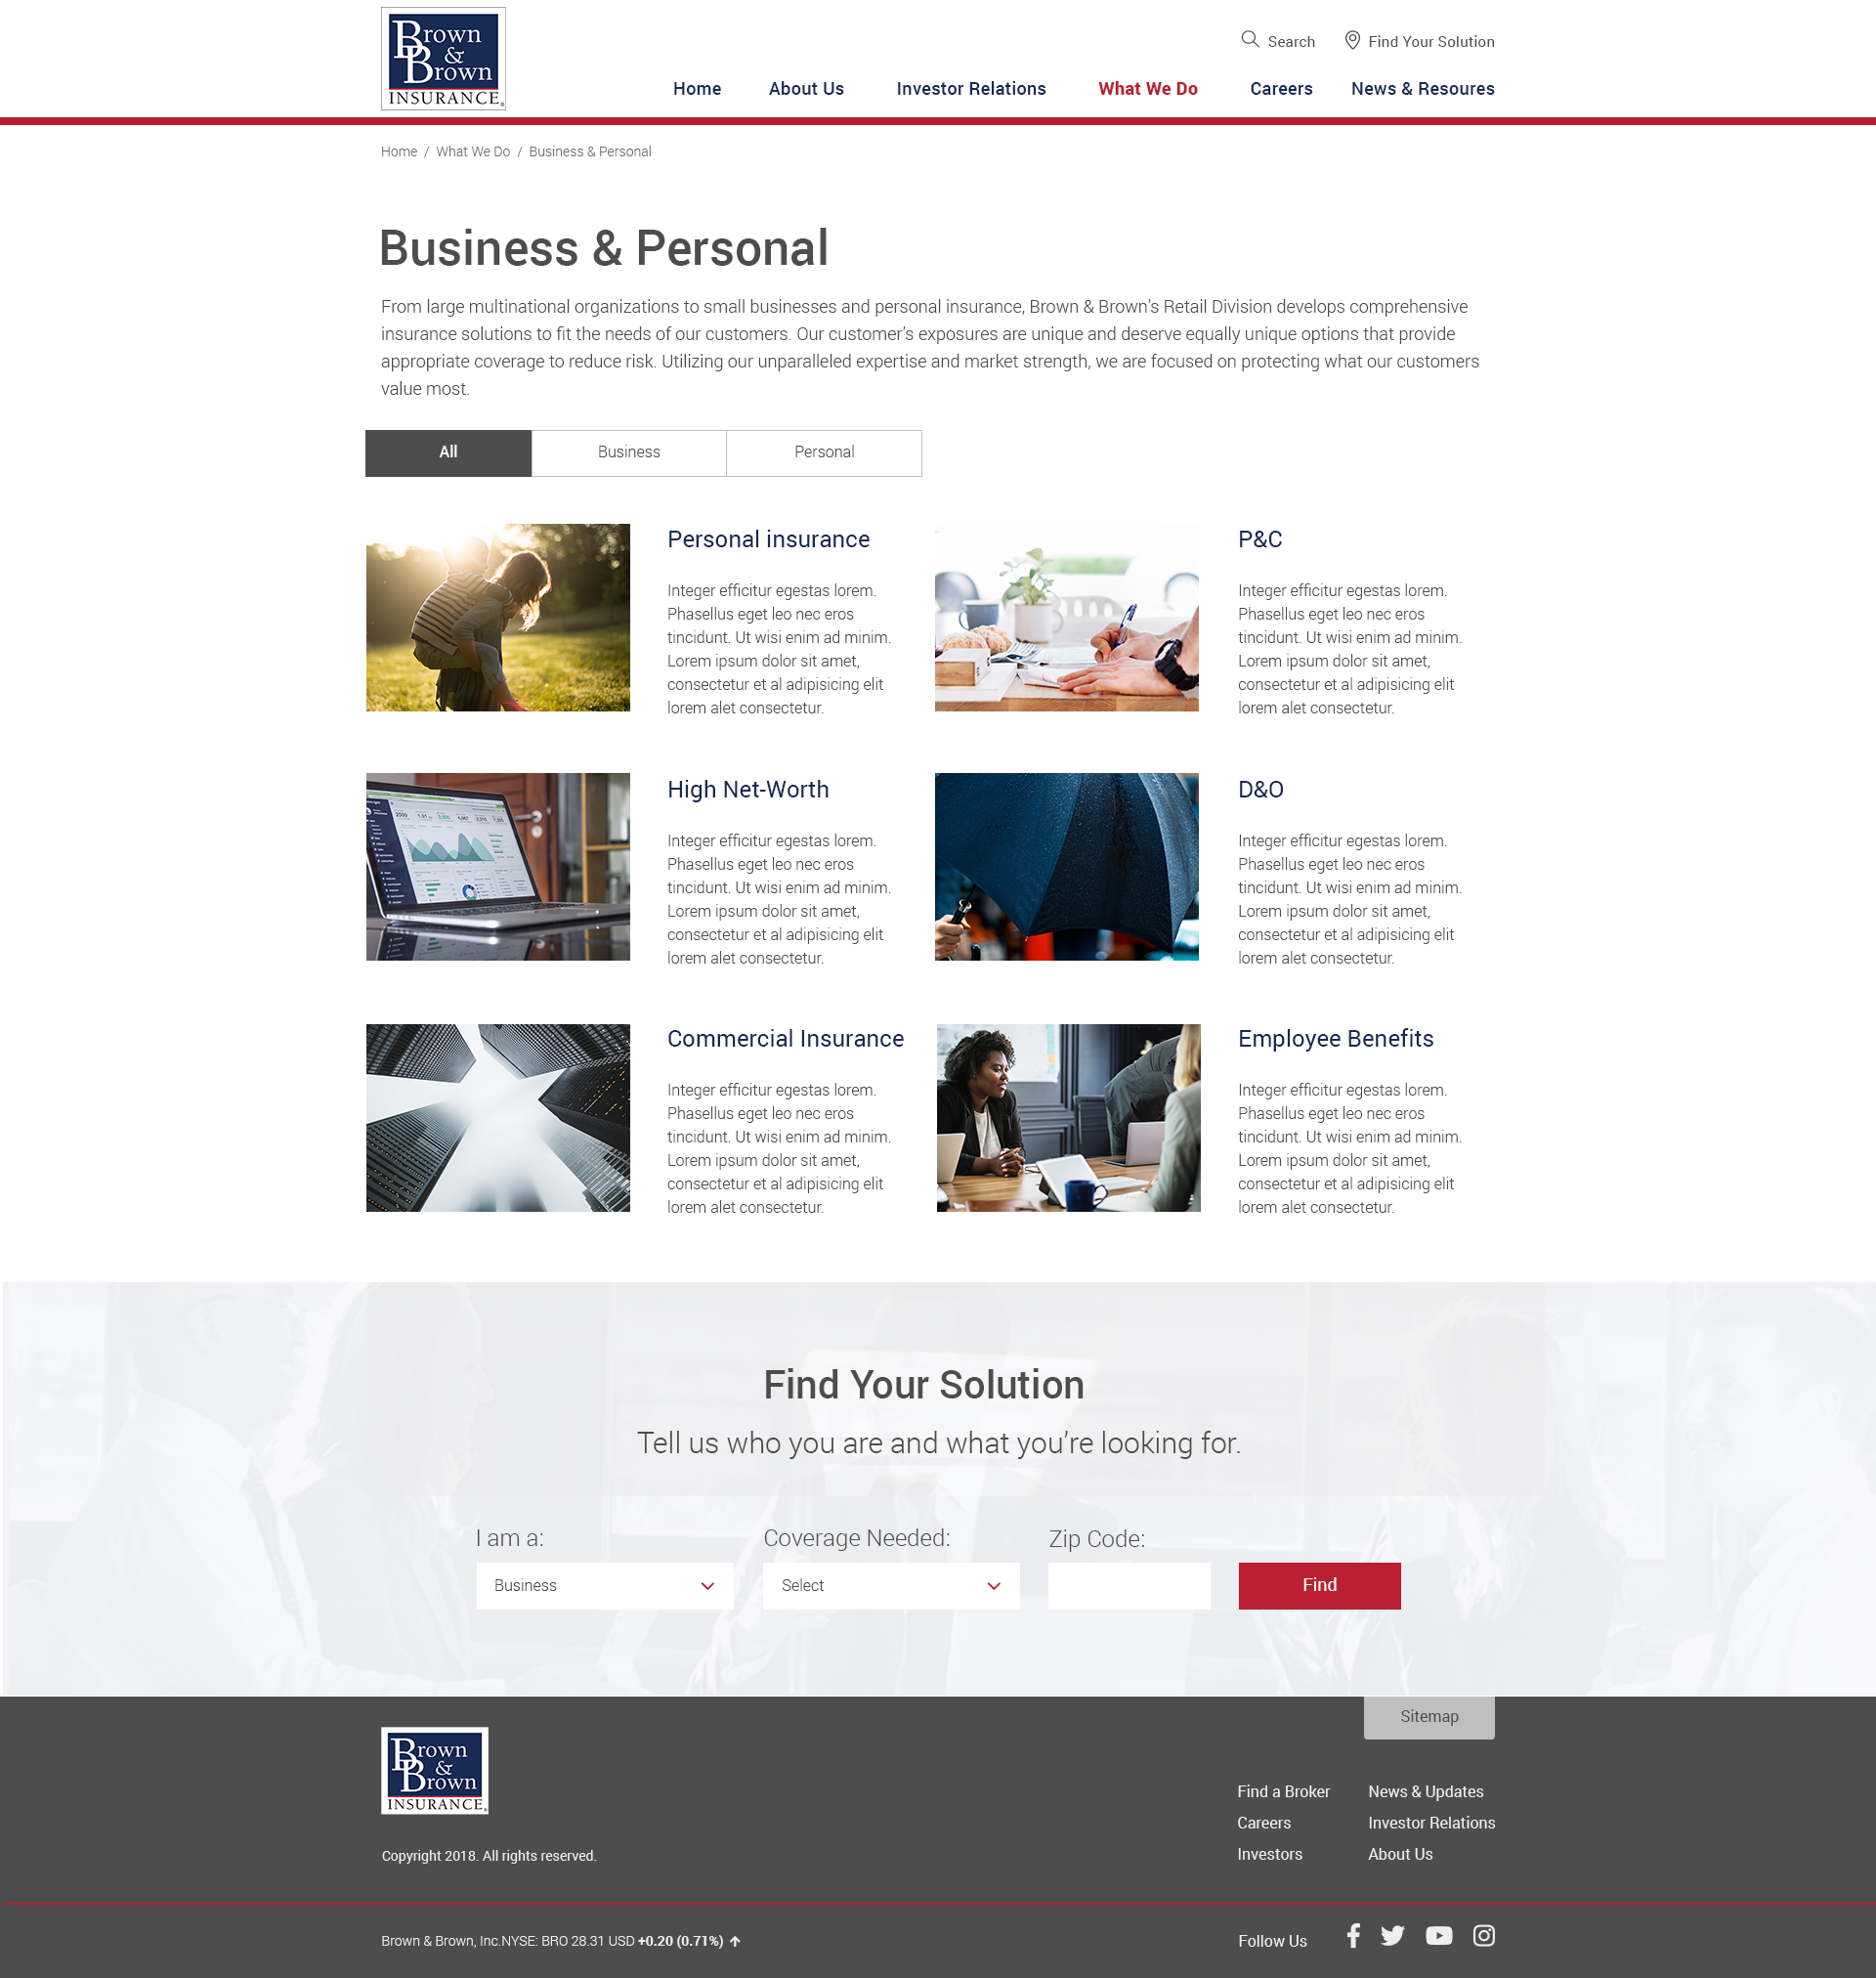 Brown
&
Brown
INSURANCE®
Search
Find Your Solution
Home
About Us
Investor Relations
What We Do
Careers
News & Resoures
Home / What We Do / Business & Personal
Business & Personal
From large multinational organizations to small businesses and personal insurance, Brown & Brown’s Retail Division develops comprehensive
insurance solutions to fit the needs of our customers. Our customer’s exposures are unique and deserve equally unique options that provide
appropriate coverage to reduce risk. Utilizing our unparalleled expertise and market strength, we are focused on protecting what our customers
value most.
All
Business
Personal
Personal insurance
Integer efficitur egestas lorem.
Phasellus eget leo nec eros
tincidunt. Ut wisi enim ad minim.
Lorem ipsum dolor sit amet,
consectetur et al adipisicing elit
lorem alet consectetur.
P&C
Integer efficitur egestas lorem.
Phasellus eget leo nec eros
tincidunt. Ut wisi enim ad minim.
Lorem ipsum dolor sit amet,
consectetur et al adipisicing elit
lorem alet consectetur.
High Net-Worth
Integer efficitur egestas lorem.
Phasellus eget leo nec eros
tincidunt. Ut wisi enim ad minim.
Lorem ipsum dolor sit amet,
consectetur et al adipisicing elit
lorem alet consectetur.
D&O
Integer efficitur egestas lorem.
Phasellus eget leo nec eros
tincidunt. Ut wisi enim ad minim.
Lorem ipsum dolor sit amet,
consectetur et al adipisicing elit
lorem alet consectetur.
Commercial Insurance
Integer efficitur egestas lorem.
Phasellus eget leo nec eros
tincidunt. Ut wisi enim ad minim.
Lorem ipsum dolor sit amet,
consectetur et al adipisicing elit
lorem alet consectetur.
Employee Benefits
Integer efficitur egestas lorem.
Phasellus eget leo nec eros
tincidunt. Ut wisi enim ad minim.
Lorem ipsum dolor sit amet,
consectetur et al adipisicing elit
lorem alet consectetur.
Find Your Solution
Tell us who you are and what you’re looking for.
I am a:
Coverage Needed:
Zip Code:
Business
Select
Find
Sitemap
Brown
&
Brown
INSURANCE®
Find a Broker
News & Updates
Careers
Investor Relations
Investors
About Us
Copyright 2018. All rights reserved.
Brown & Brown, Inc.NYSE: BRO 28.31 USD +0.20 (0.71%)
Follow Us